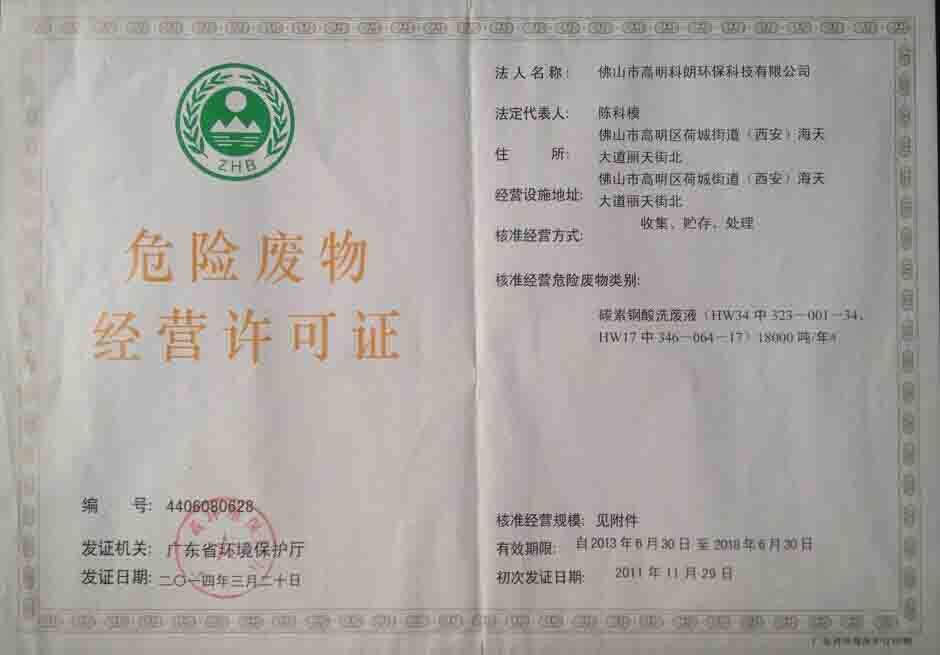 ZHB
危险废物
经营许可证
编 号: 4406080628
发证机关: 广东省环境保护厅
发证日期: 二〇一四年三月二十日
法人名称: 佛山市高明科朗环保科技有限公司
法定代表人: 陈科模
住 所: 佛山市高明区荷城街道（西安）海天
大道丽天街北
经营设施地址: 佛山市高明区荷城街道（西安）海天
大道丽天街北
核准经营方式: 收集、贮存、处理
核准经营危险废物类别:
碳素钢酸洗废液（HW34 中 323－001－34、
HW17 中 346－064－17）18000 吨/年#
核准经营规模: 见附件
有效期限: 自 2013 年 6 月 30 日 至 2018 年 6 月 30 日
初次发证日期: 2011 年 11 月 29 日